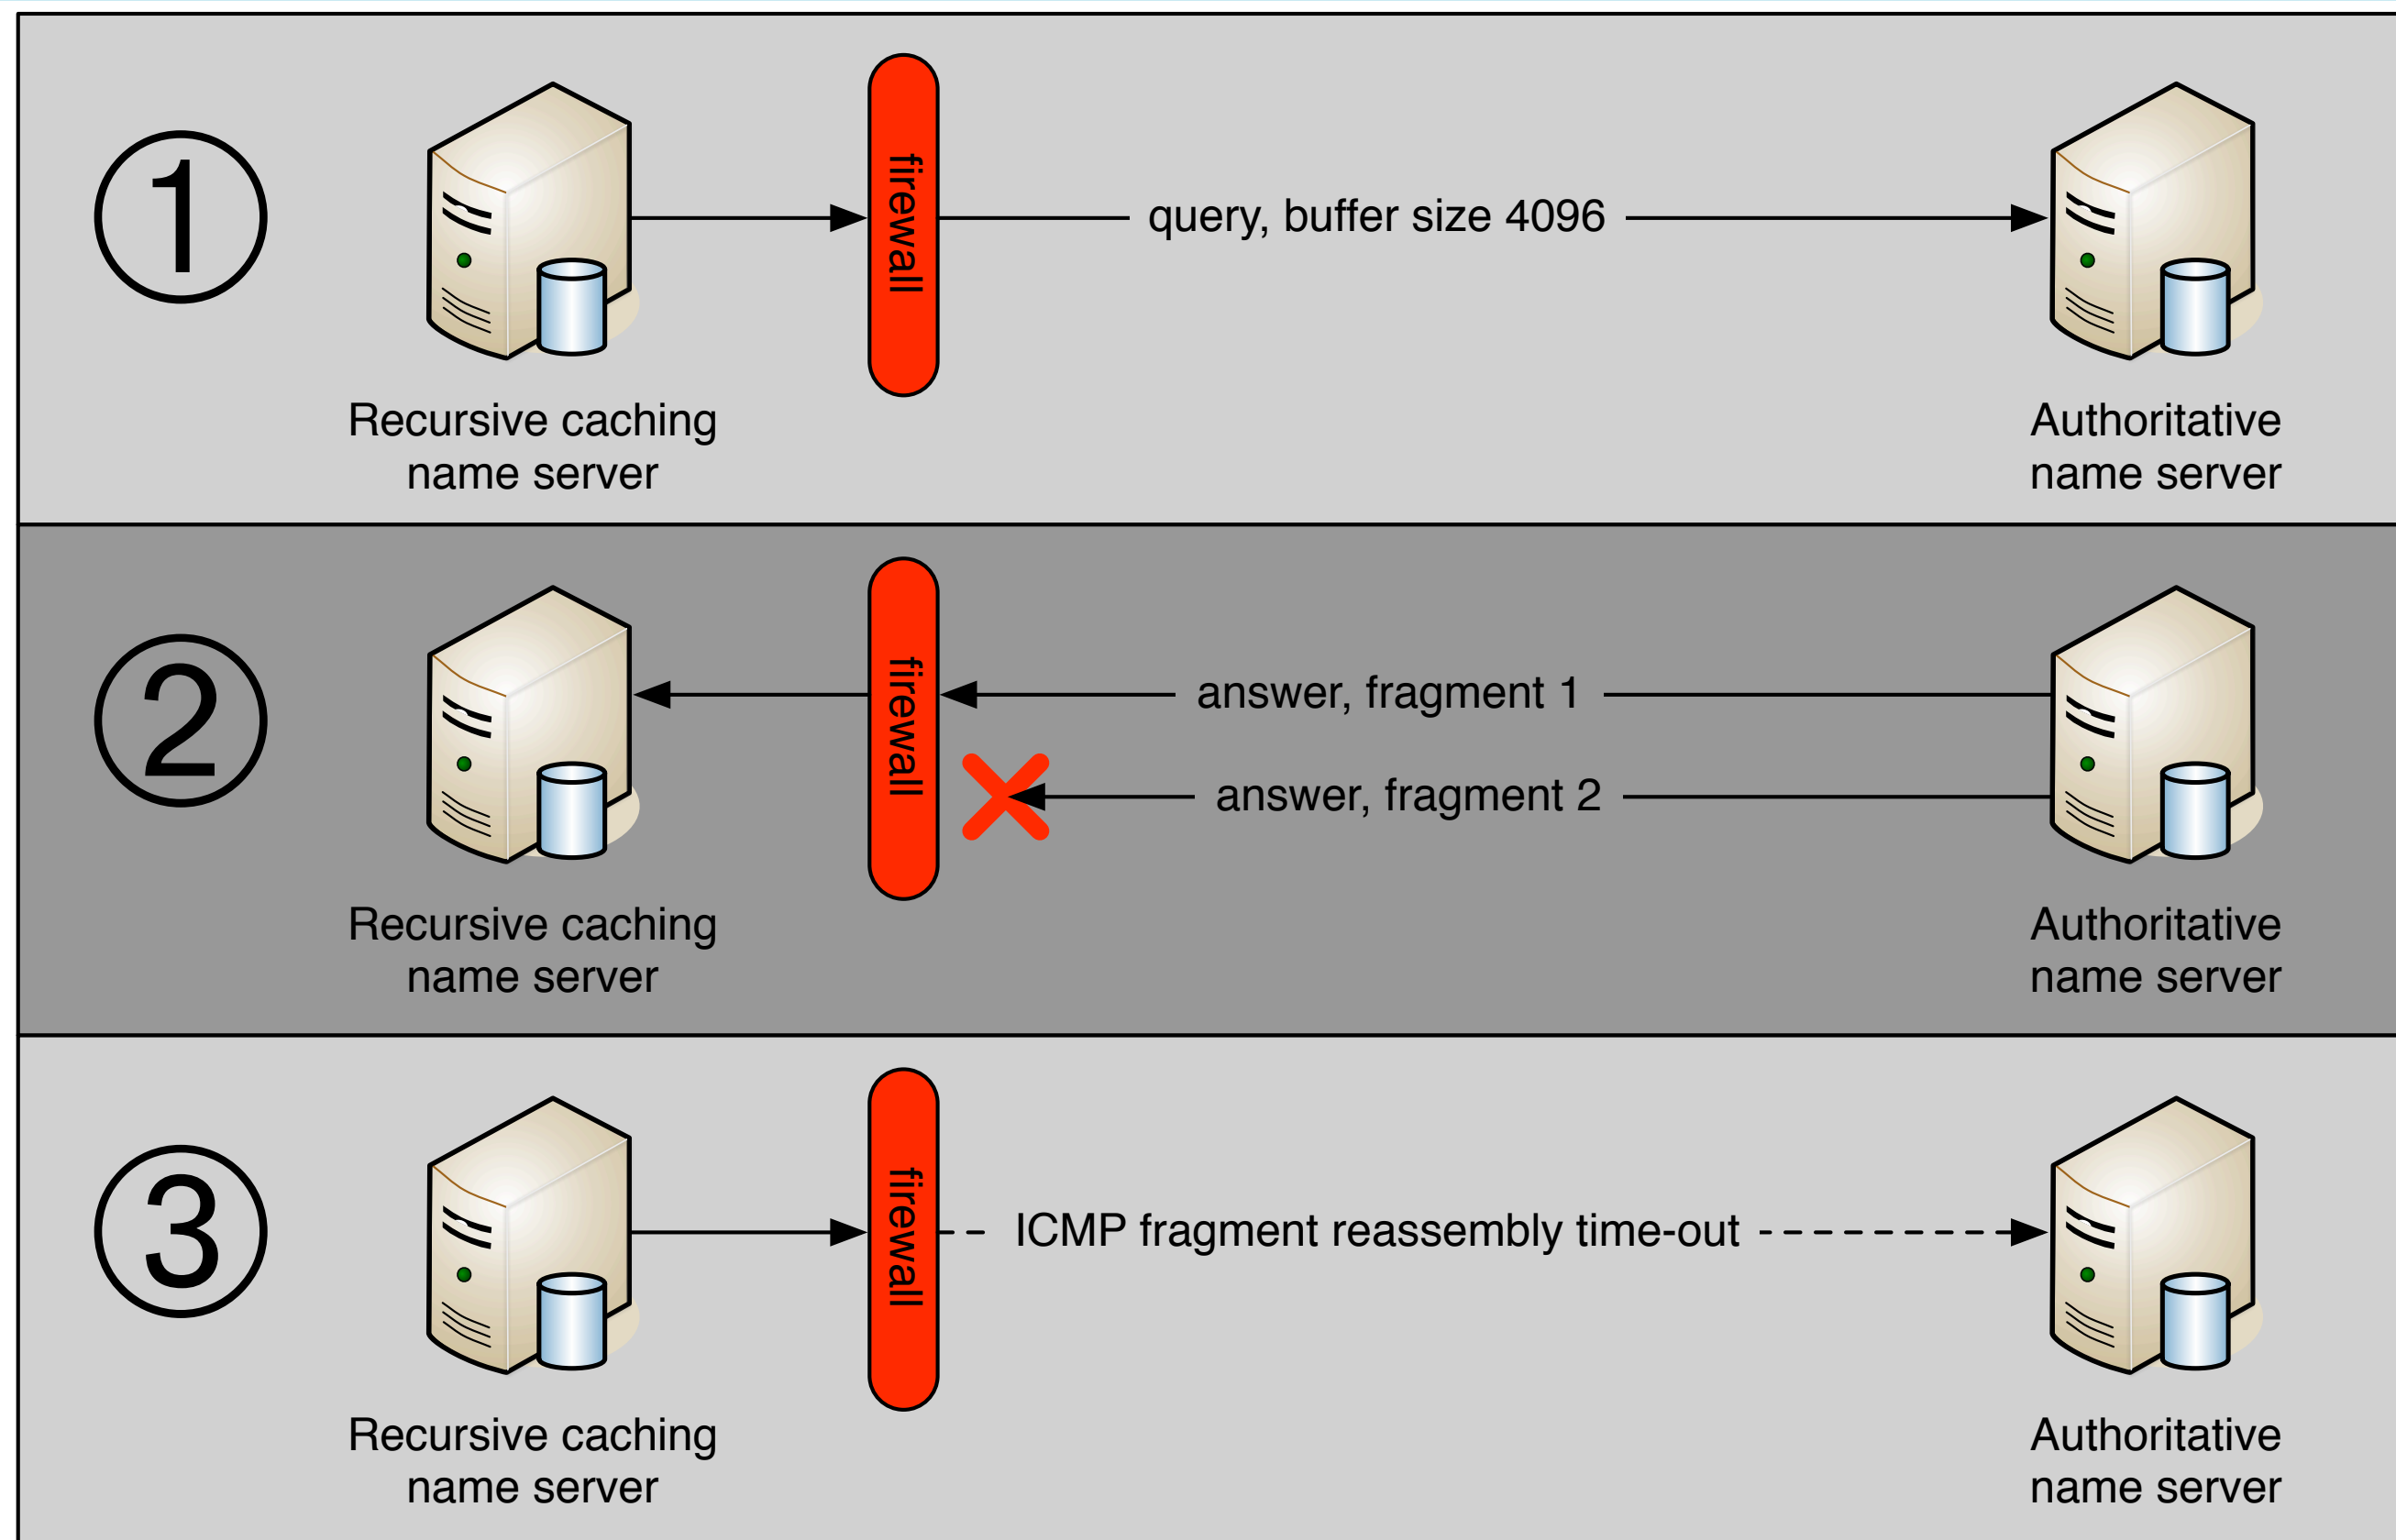 1
firewall
query, buffer size 4096
Recursive caching
name server
Authoritative
name server
2
firewall
answer, fragment 1
answer, fragment 2
Recursive caching
name server
Authoritative
name server
3
firewall
ICMP fragment reassembly time-out
Recursive caching
name server
Authoritative
name server